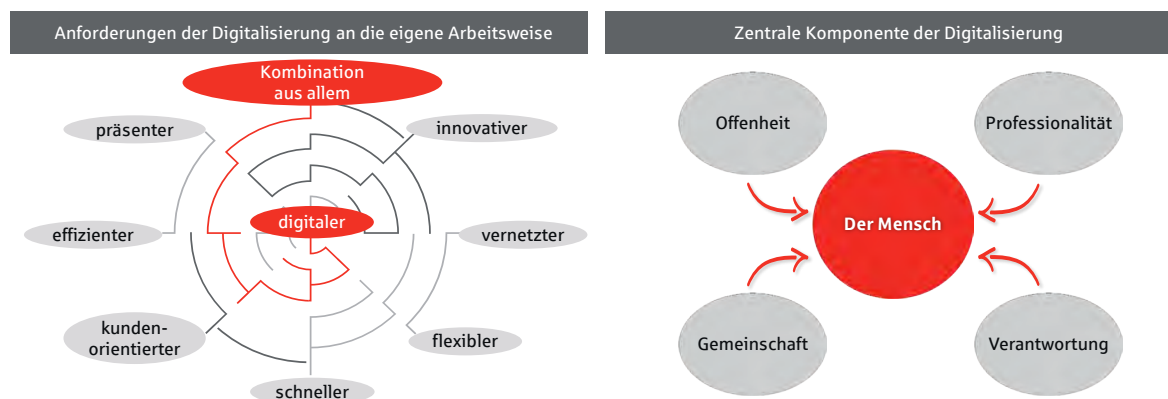 Anforderungen der Digitalisierung an die eigene Arbeitsweise
Kombination
aus allem
präsenter
innovativer
digitaler
effizienter
vernetzter
kunden-
orientierter
flexibler
schneller
Zentrale Komponente der Digitalisierung
Offenheit
Professionalität
Der Mensch
Gemeinschaft
Verantwortung